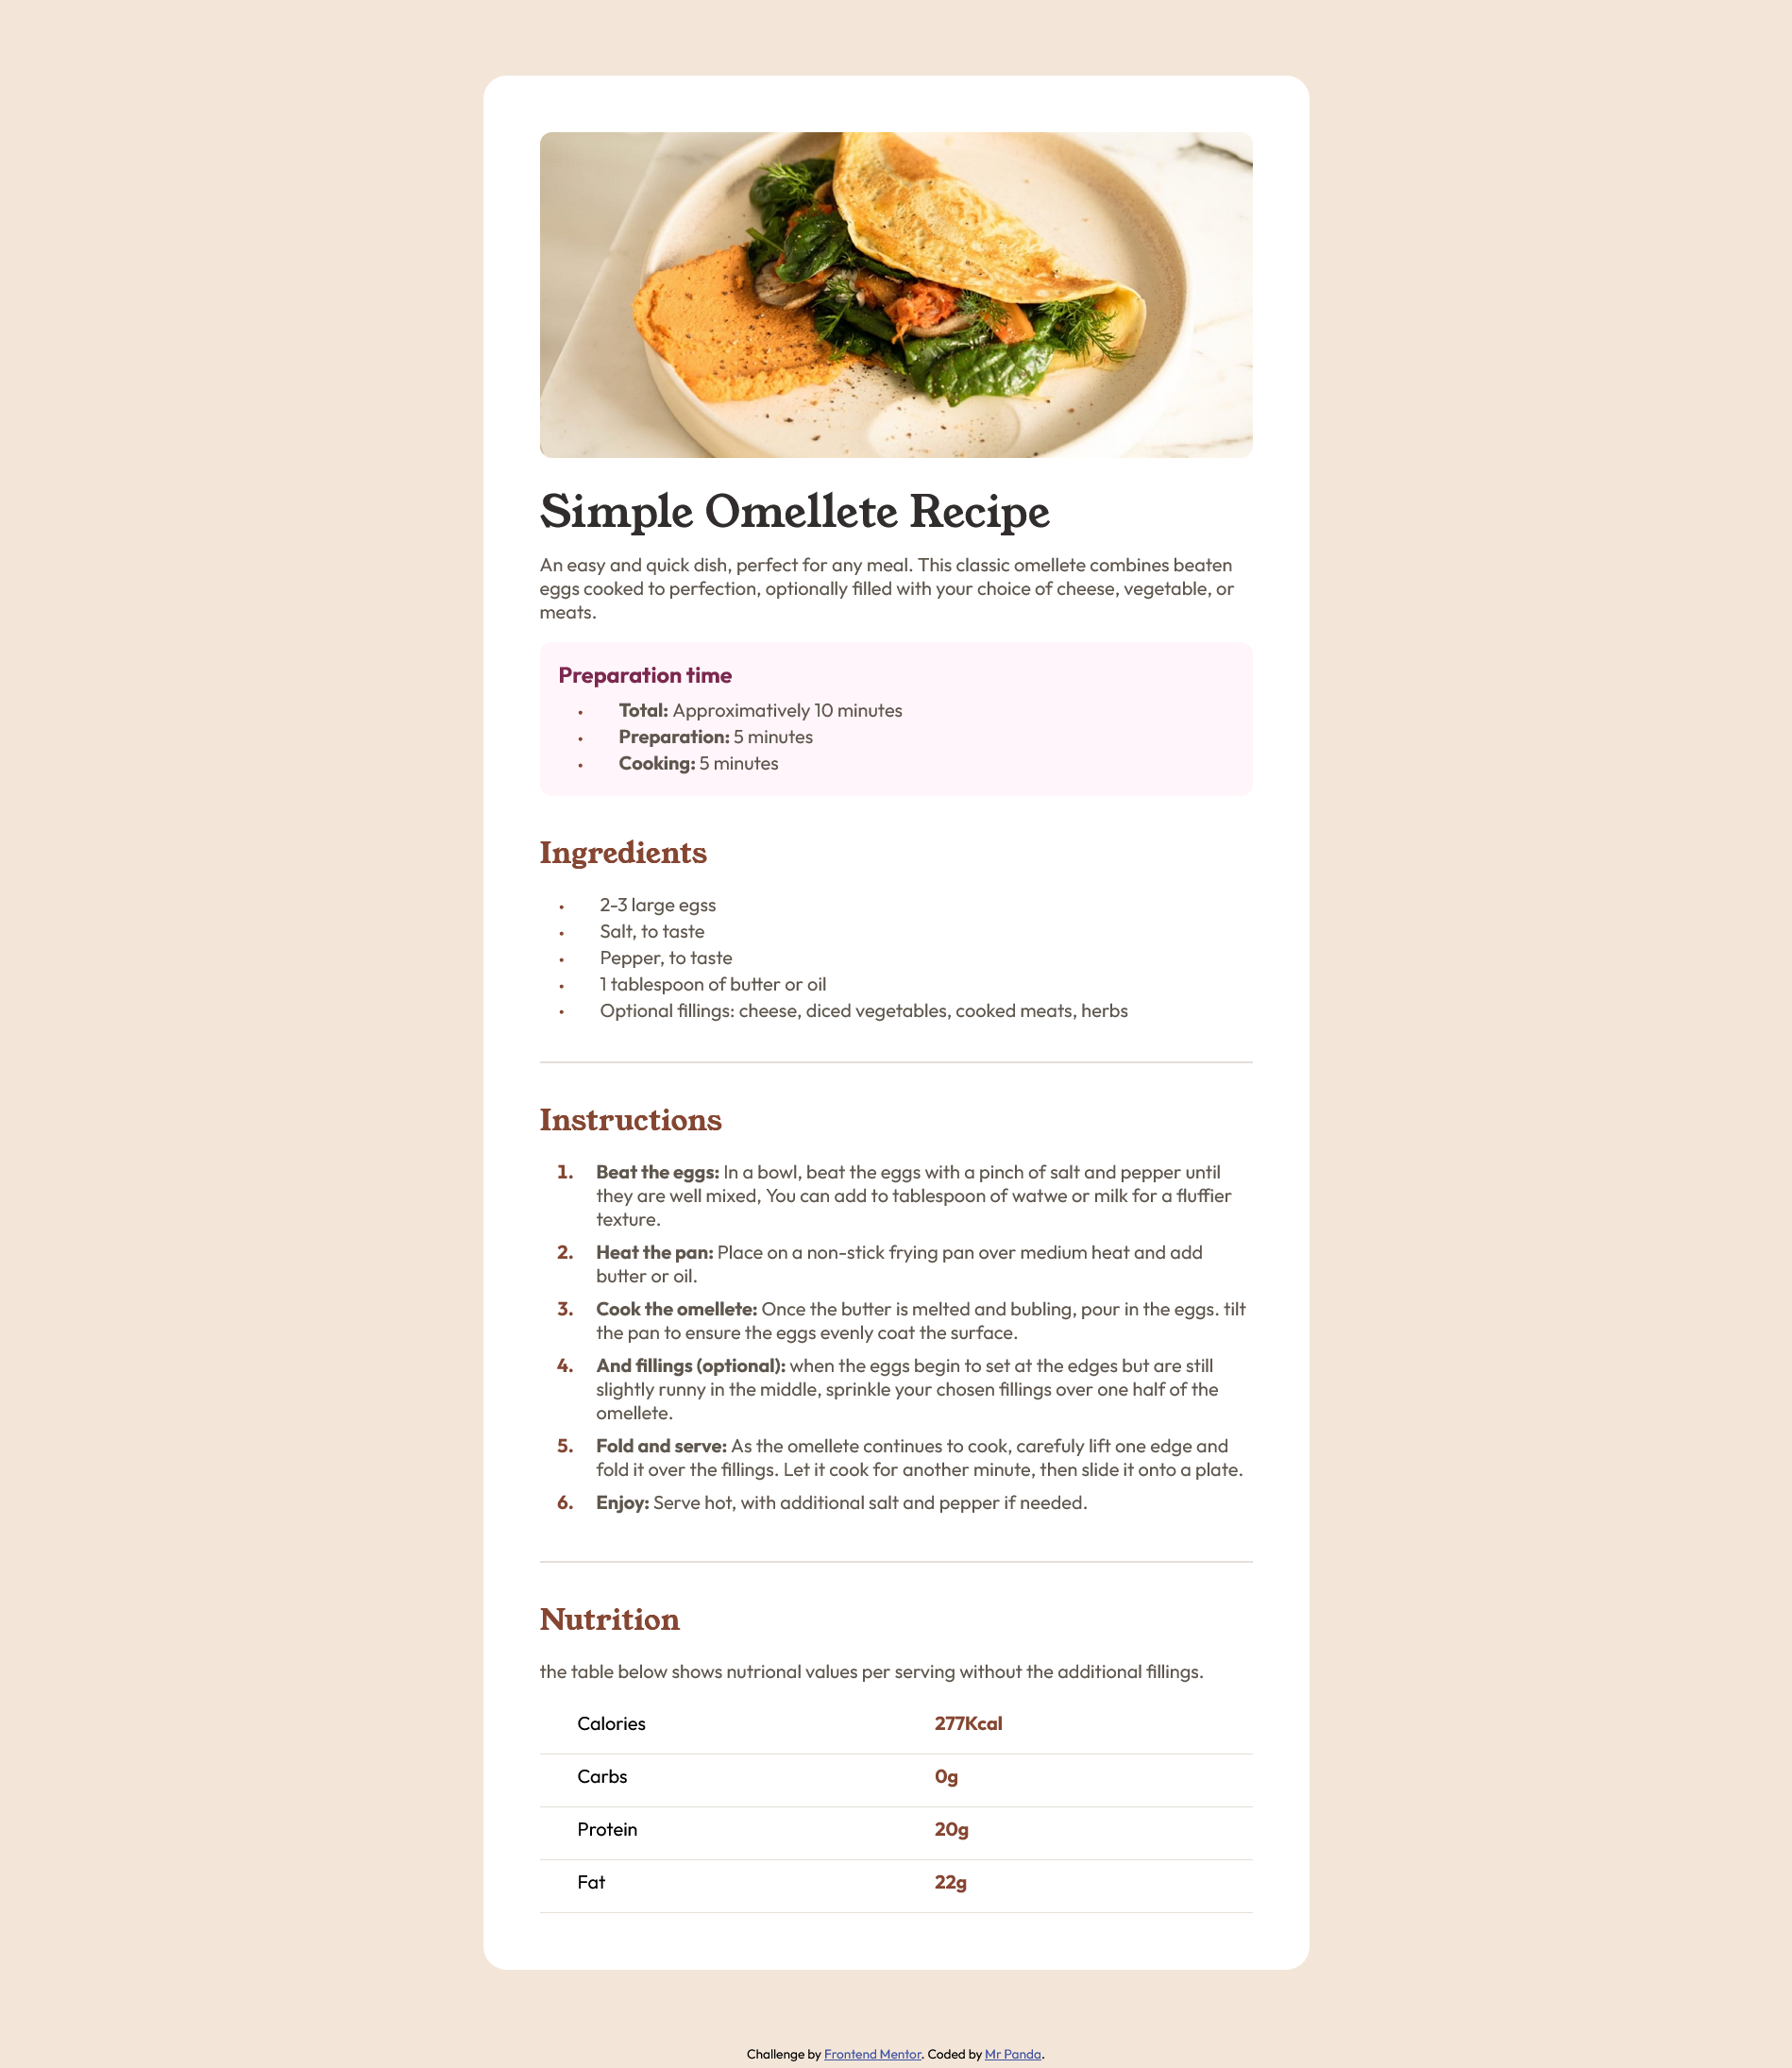 Simple Omellete Recipe
An easy and quick dish, perfect for any meal. This classic omellete combines beaten
eggs cooked to perfection, optionally filled with your choice of cheese, vegetable, or
meats.
Preparation time
• Total: Approximatively 10 minutes
• Preparation: 5 minutes
• Cooking: 5 minutes
Ingredients
• 2-3 large egss
• Salt, to taste
• Pepper, to taste
• 1 tablespoon of butter or oil
• Optional fillings: cheese, diced vegetables, cooked meats, herbs
Instructions
1. Beat the eggs: In a bowl, beat the eggs with a pinch of salt and pepper until
they are well mixed, You can add to tablespoon of watwe or milk for a fluffier
texture.
2. Heat the pan: Place on a non-stick frying pan over medium heat and add
butter or oil.
3. Cook the omellete: Once the butter is melted and bubling, pour in the eggs. tilt
the pan to ensure the eggs evenly coat the surface.
4. And fillings (optional): when the eggs begin to set at the edges but are still
slightly runny in the middle, sprinkle your chosen fillings over one half of the
omellete.
5. Fold and serve: As the omellete continues to cook, carefuly lift one edge and
fold it over the fillings. Let it cook for another minute, then slide it onto a plate.
6. Enjoy: Serve hot, with additional salt and pepper if needed.
Nutrition
the table below shows nutrional values per serving without the additional fillings.
Calories 277Kcal
Carbs 0g
Protein 20g
Fat 22g
Challenge by Frontend Mentor. Coded by Mr Panda.